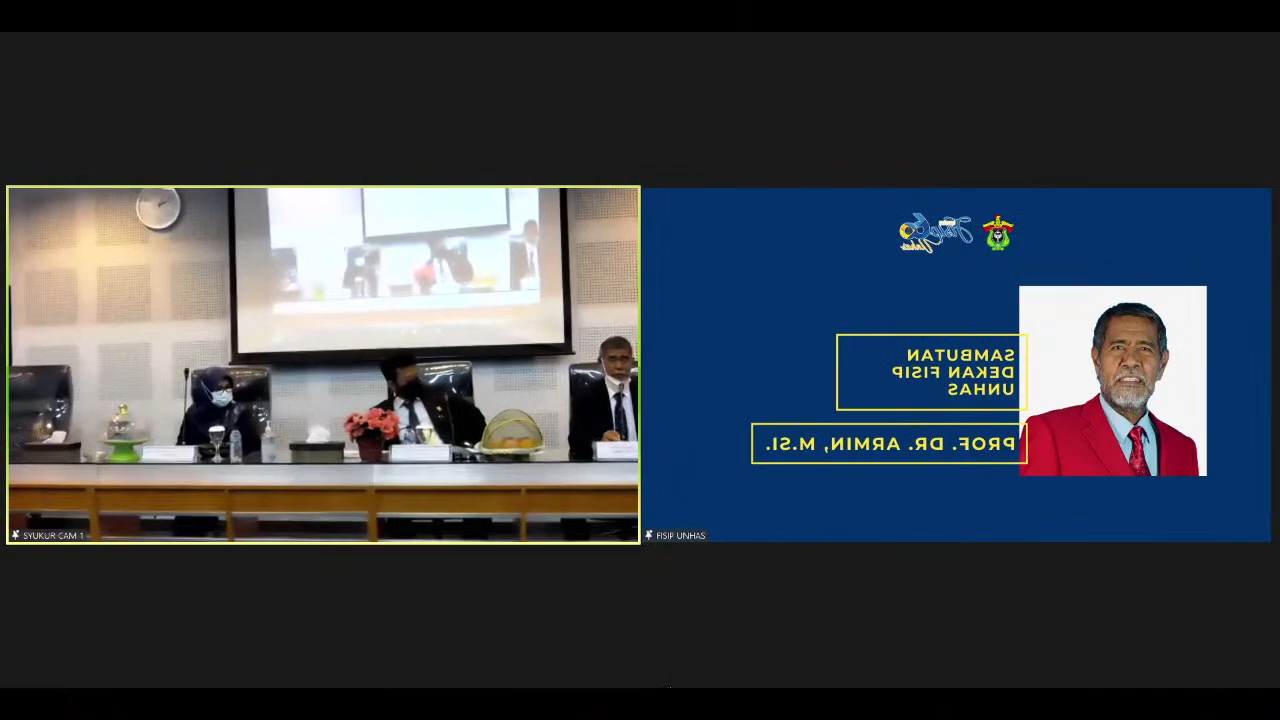 SAMBUTAN
DEKAN FISIP
UNHAS
PROF. DR. ARMIN, M.SI.
SYUKUR CAM 1
FISIP UNHAS